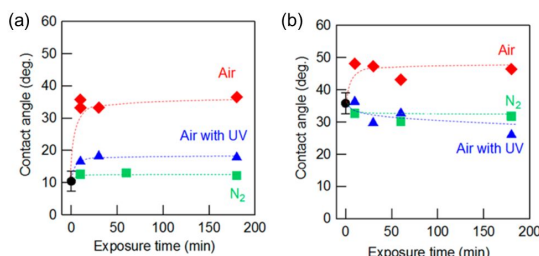 (a)
60
50
40
30
20
10
0
Contact angle (deg.)
Air
Air with UV
N₂
0
50
100
150
200
Exposure time (min)
(b)
60
50
40
30
20
10
0
Contact angle (deg.)
Air
N₂
Air with UV
0
50
100
150
200
Exposure time (min)